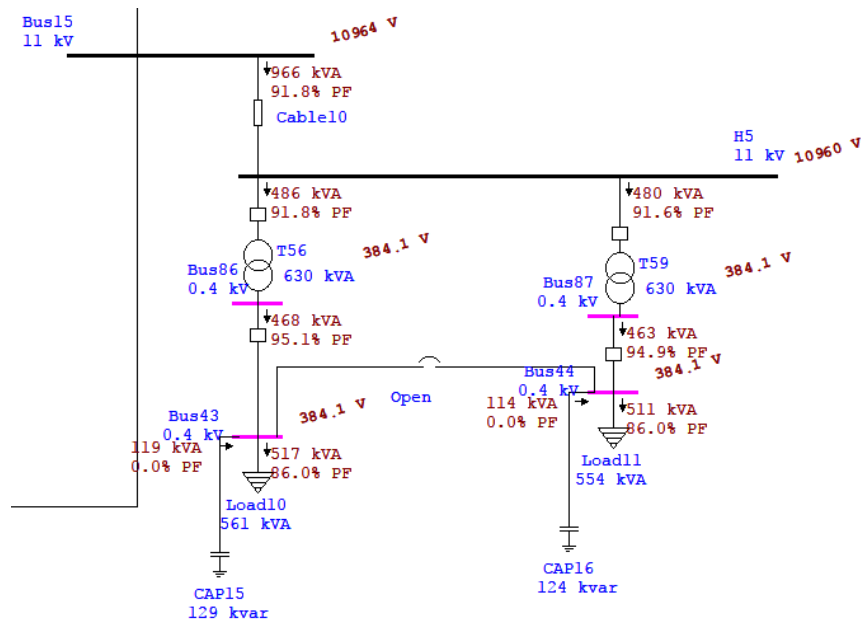 Bus15
11 kV
10964 V
966 kVA
91.8% PF
Cable10
H5
11 kV
10960 V
486 kVA
91.8% PF
480 kVA
91.6% PF
T56
630 kVA
384.1 V
Bus86
0.4 kV
T59
630 kVA
384.1 V
Bus87
0.4 kV
468 kVA
95.1% PF
463 kVA
94.9% PF
Bus44
0.4 kV
384.1 V
Open
114 kVA
0.0% PF
511 kVA
86.0% PF
Bus43
0.4 kV
384.1 V
119 kVA
0.0% PF
517 kVA
86.0% PF
Load11
554 kVA
Load10
561 kVA
CAP16
124 kvar
CAP15
129 kvar